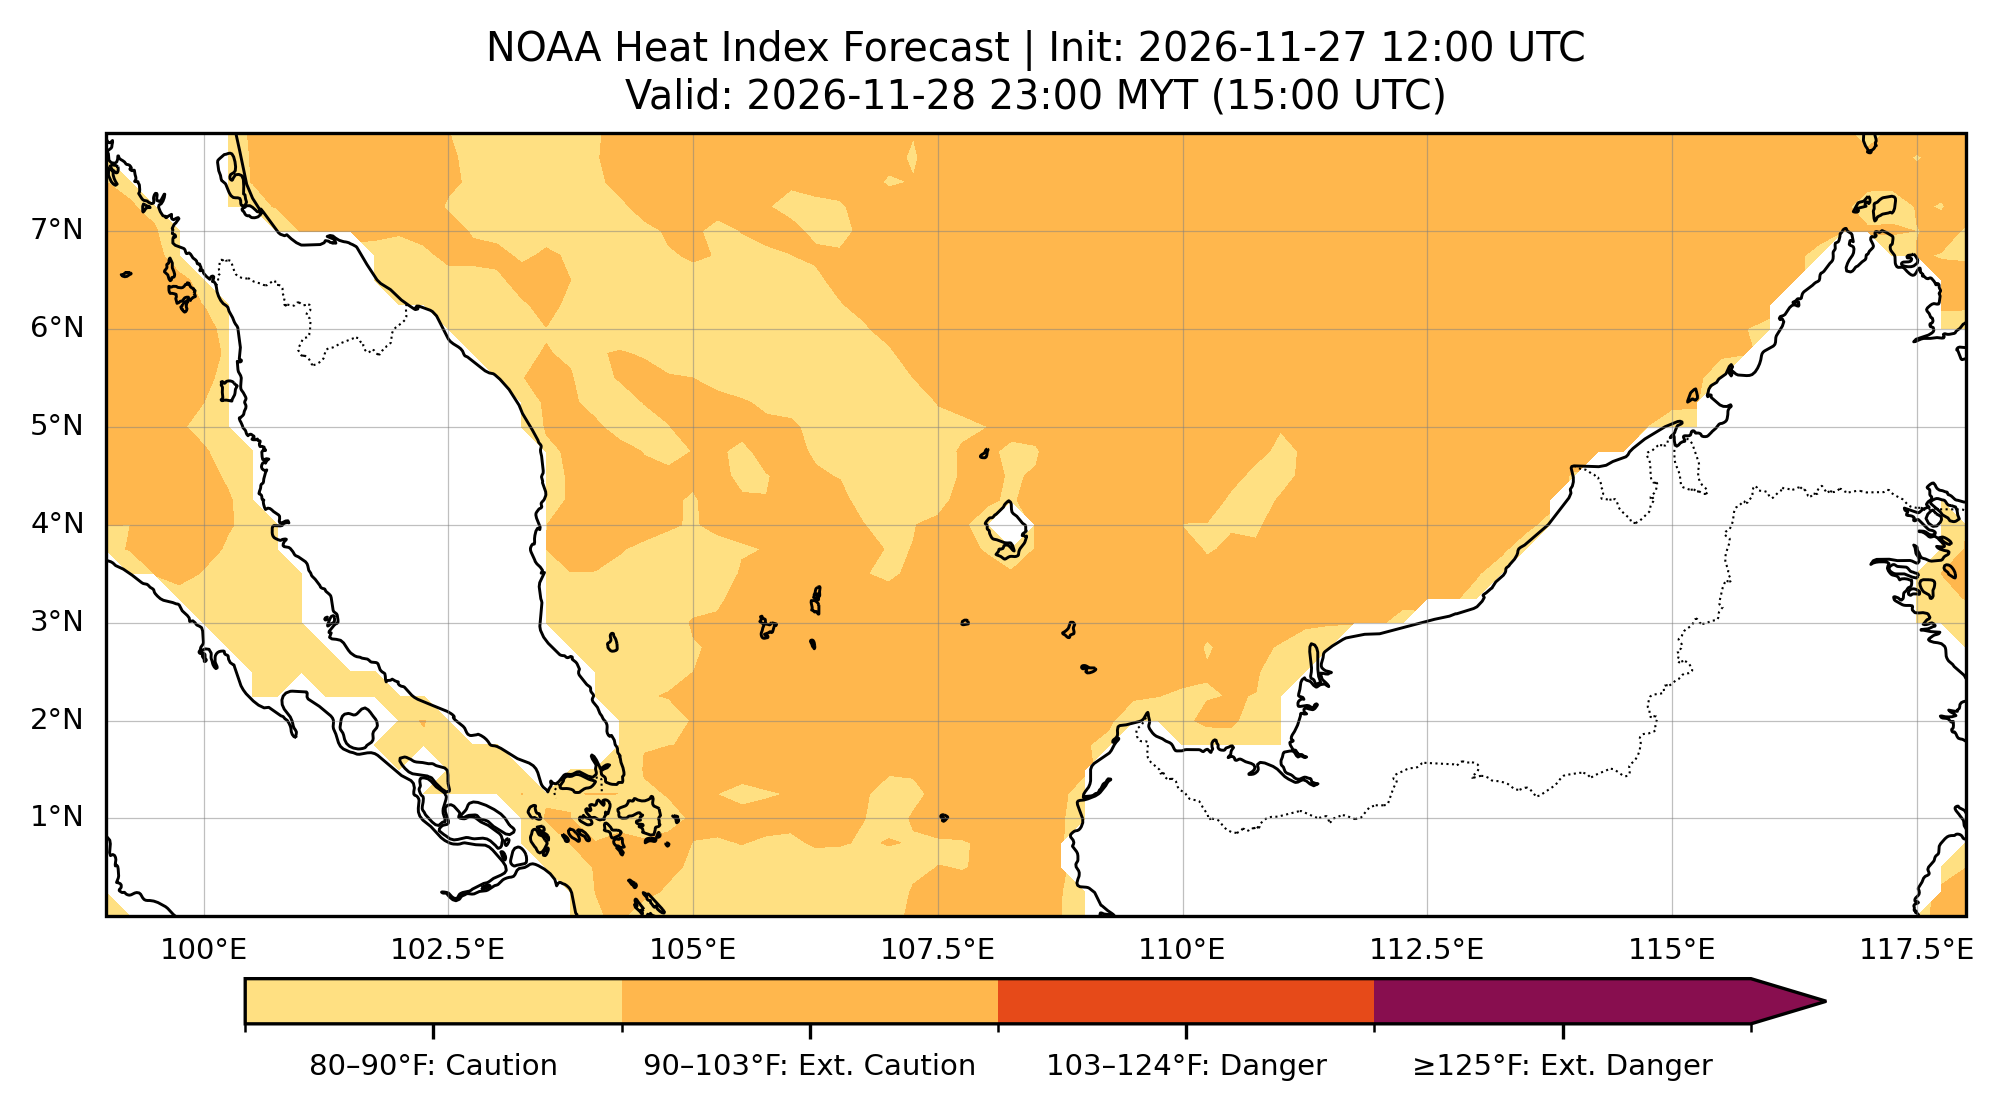 NOAA Heat Index Forecast | Init: 2026-11-27 12:00 UTC
Valid: 2026-11-28 23:00 MYT (15:00 UTC)
7°N
6°N
5°N
4°N
3°N
2°N
1°N
100°E 102.5°E 105°E 107.5°E 110°E 112.5°E 115°E 117.5°E
80–90°F: Caution 90–103°F: Ext. Caution 103–124°F: Danger ≥125°F: Ext. Danger